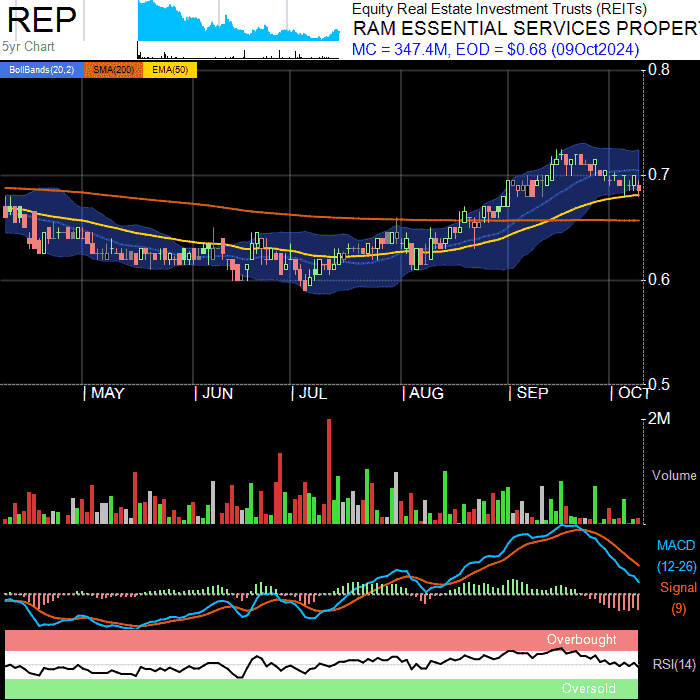 REP
5yr Chart
Equity Real Estate Investment Trusts (REITs)
RAM ESSENTIAL SERVICES PROPER
MC = 347.4M, EOD = $0.68 (09Oct2024)
BollBands(20,2) SMA(200) EMA(50)
0.8
0.7
0.6
0.5
| MAY | JUN | JUL | AUG | SEP | OCT
2M
Volume
MACD
(12-26)
Signal
(9)
Overbought
RSI(14)
Oversold